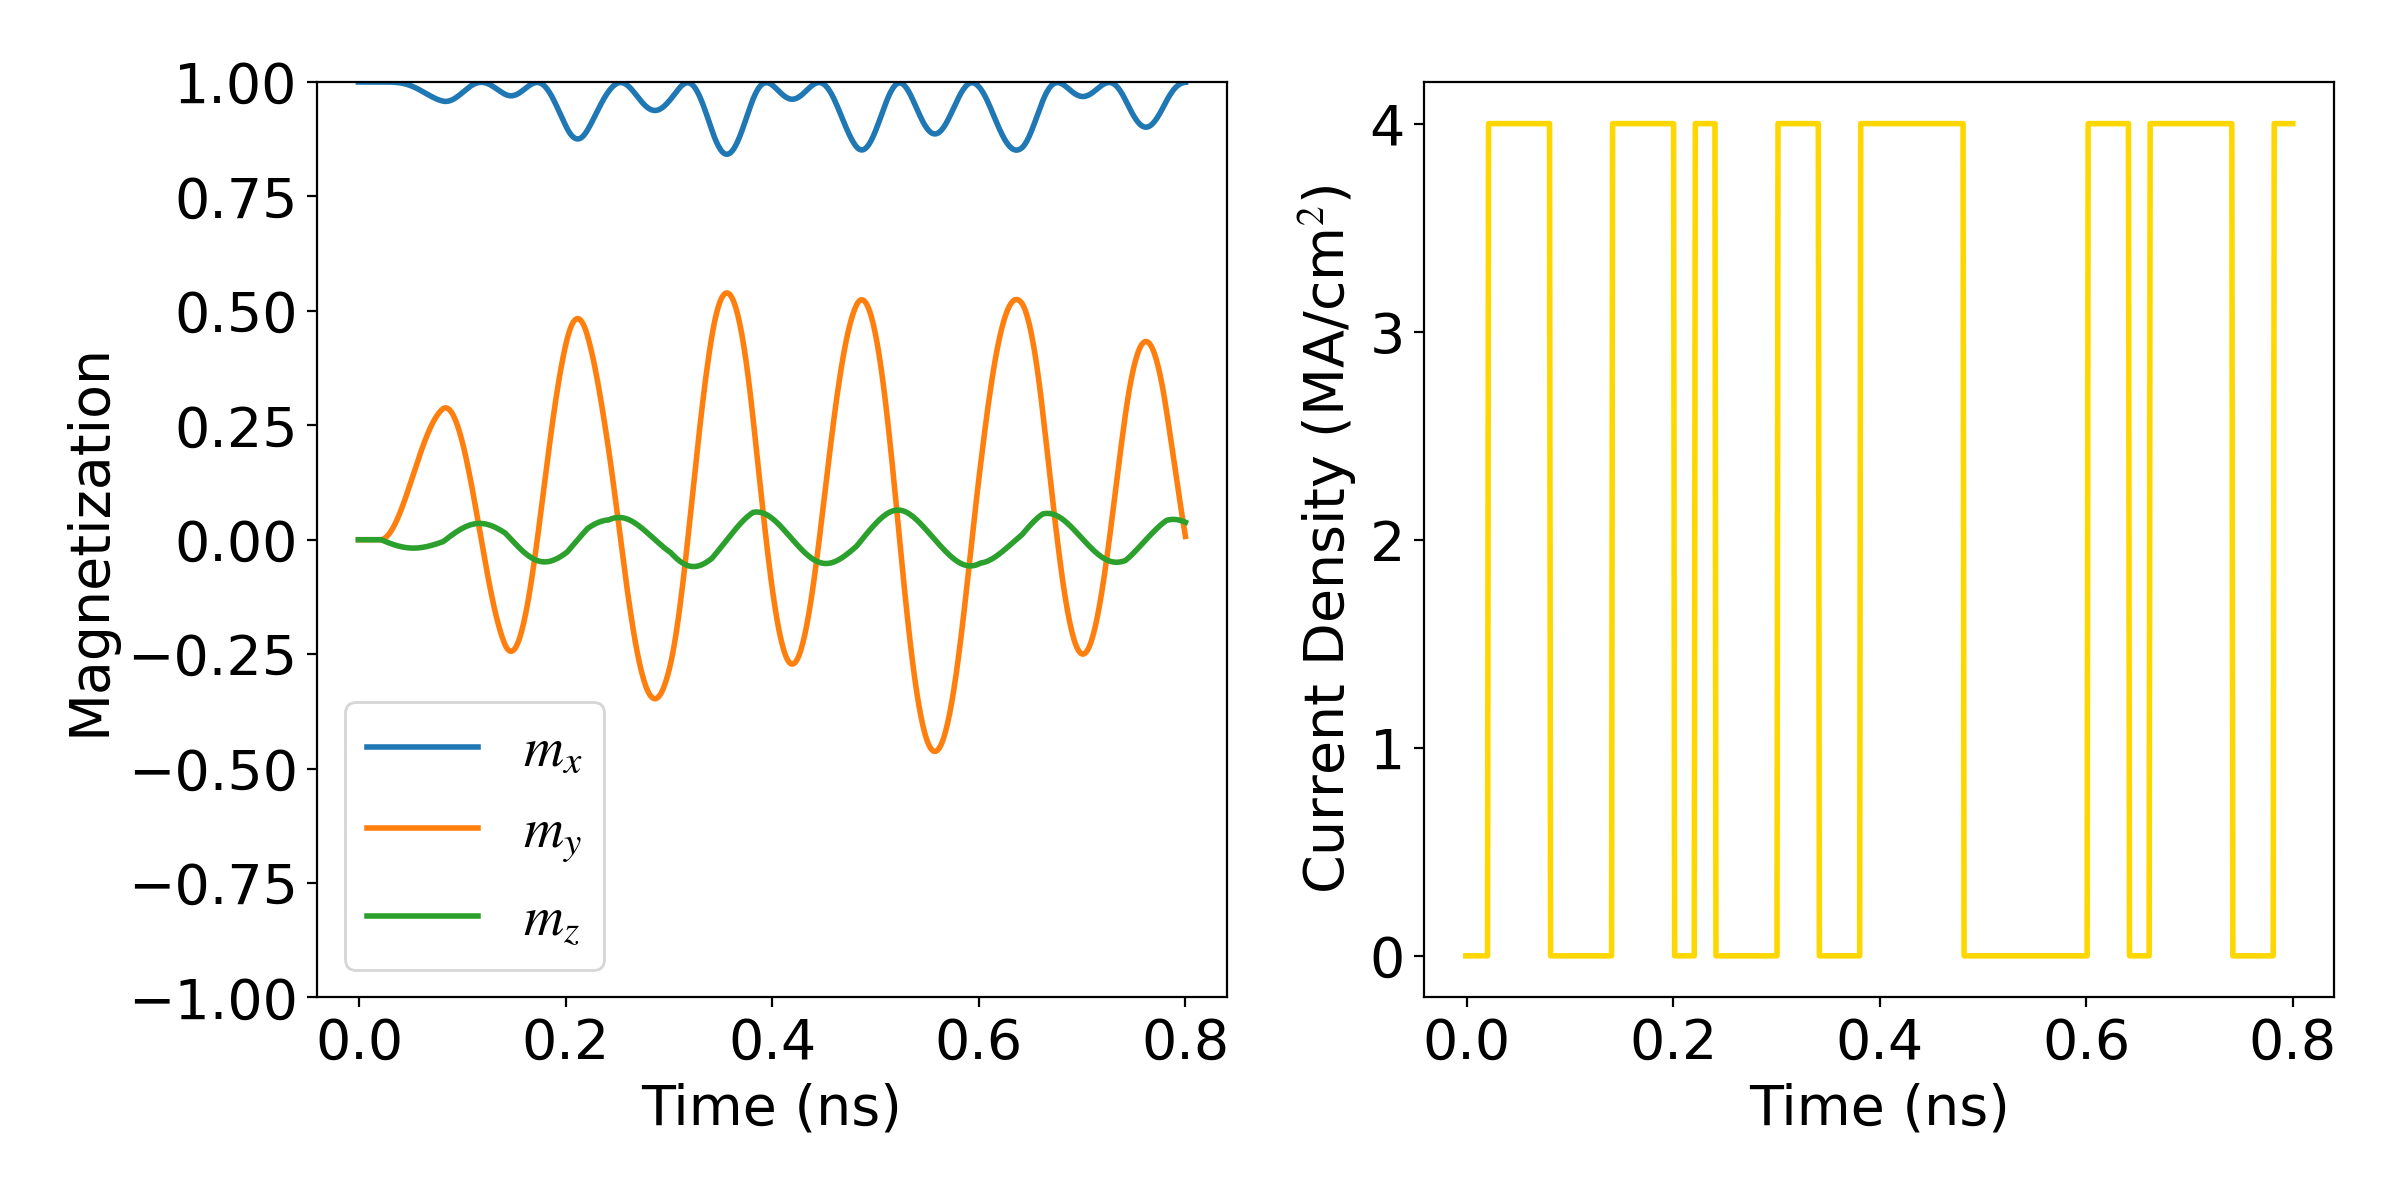 Magnetization
1.00
0.75
0.50
0.25
0.00
−0.25
−0.50
−0.75
−1.00
m_x
m_y
m_z
0.0 0.2 0.4 0.6 0.8
Time (ns)
Current Density (MA/cm²)
4
3
2
1
0
0.0 0.2 0.4 0.6 0.8
Time (ns)